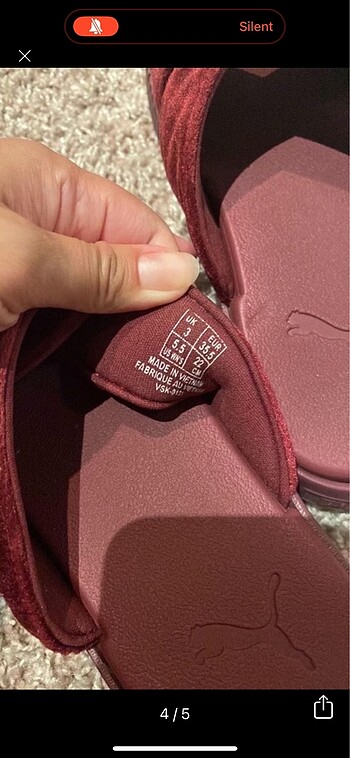 Silent
UK EUR
3 35.5
5.5 22
US WN'S CM
MADE IN VIETNAM
FABRIQUE AU
4 / 5